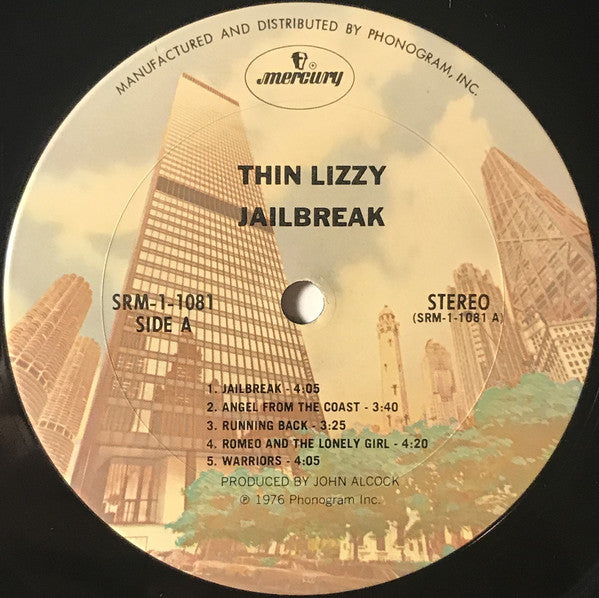 MANUFACTURED AND DISTRIBUTED BY PHONOGRAM, INC.
mercury
®
THIN LIZZY
JAILBREAK
SRM-1-1081
SIDE A
STEREO
(SRM-1-1081 A)
1. JAILBREAK - 4:05
2. ANGEL FROM THE COAST - 3:40
3. RUNNING BACK - 3:25
4. ROMEO AND THE LONELY GIRL - 4:20
5. WARRIORS - 4:05
PRODUCED BY JOHN ALCOCK
℗ 1976 Phonogram Inc.